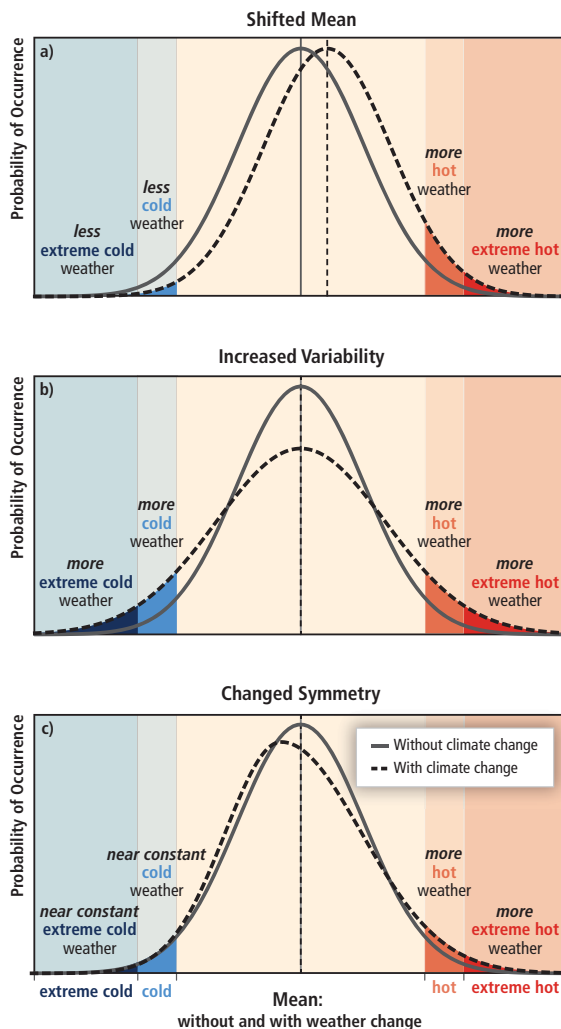 Shifted Mean
Probability of Occurrence
a)
less
cold
weather
more
hot
weather
less
extreme cold
weather
more
extreme hot
weather
Increased Variability
Probability of Occurrence
b)
more
cold
weather
more
hot
weather
more
extreme cold
weather
more
extreme hot
weather
Changed Symmetry
Probability of Occurrence
c)
Without climate change
With climate change
near constant
cold
weather
more
hot
weather
near constant
extreme cold
weather
more
extreme hot
weather
extreme cold
cold
hot
extreme hot
Mean:
without and with weather change